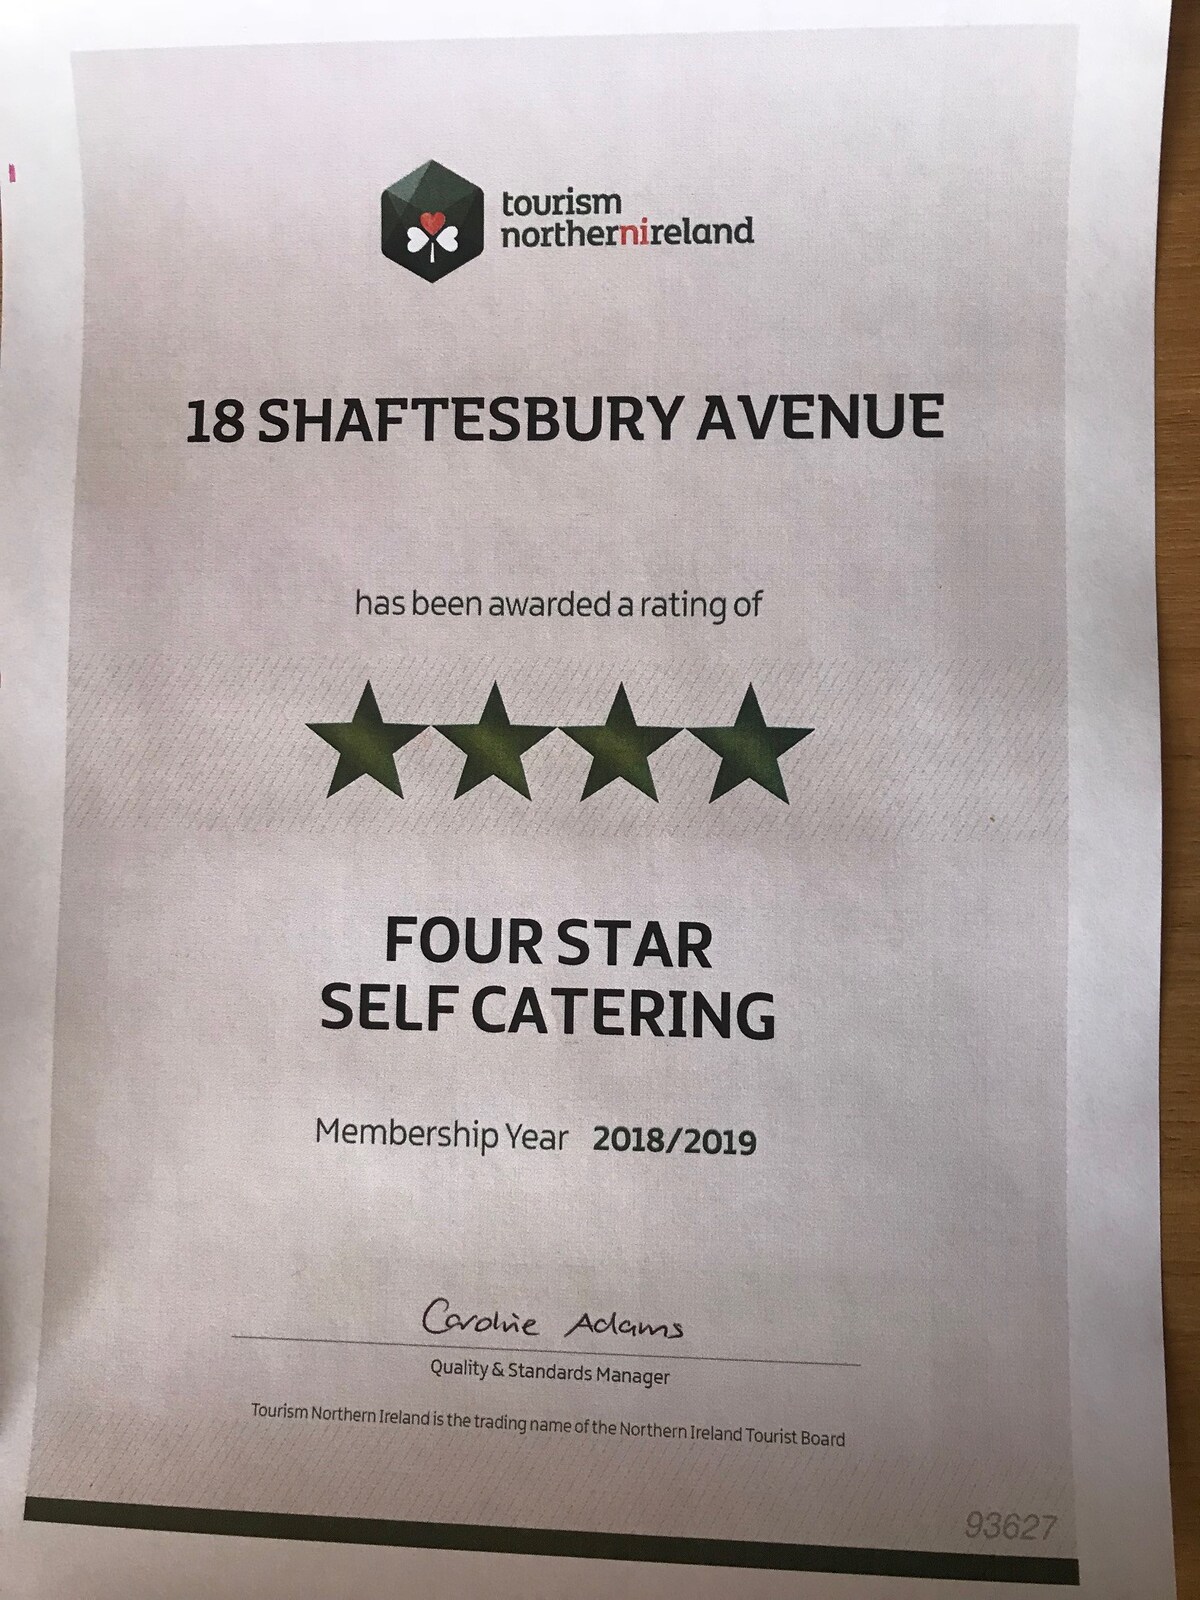 tourism
northernireland
18 SHAFTESBURY AVENUE
has been awarded a rating of
FOUR STAR
SELF CATERING
Membership Year 2018/2019
Caroline Adams
Quality & Standards Manager
Tourism Northern Ireland is the trading name of the Northern Ireland Tourist Board
93627